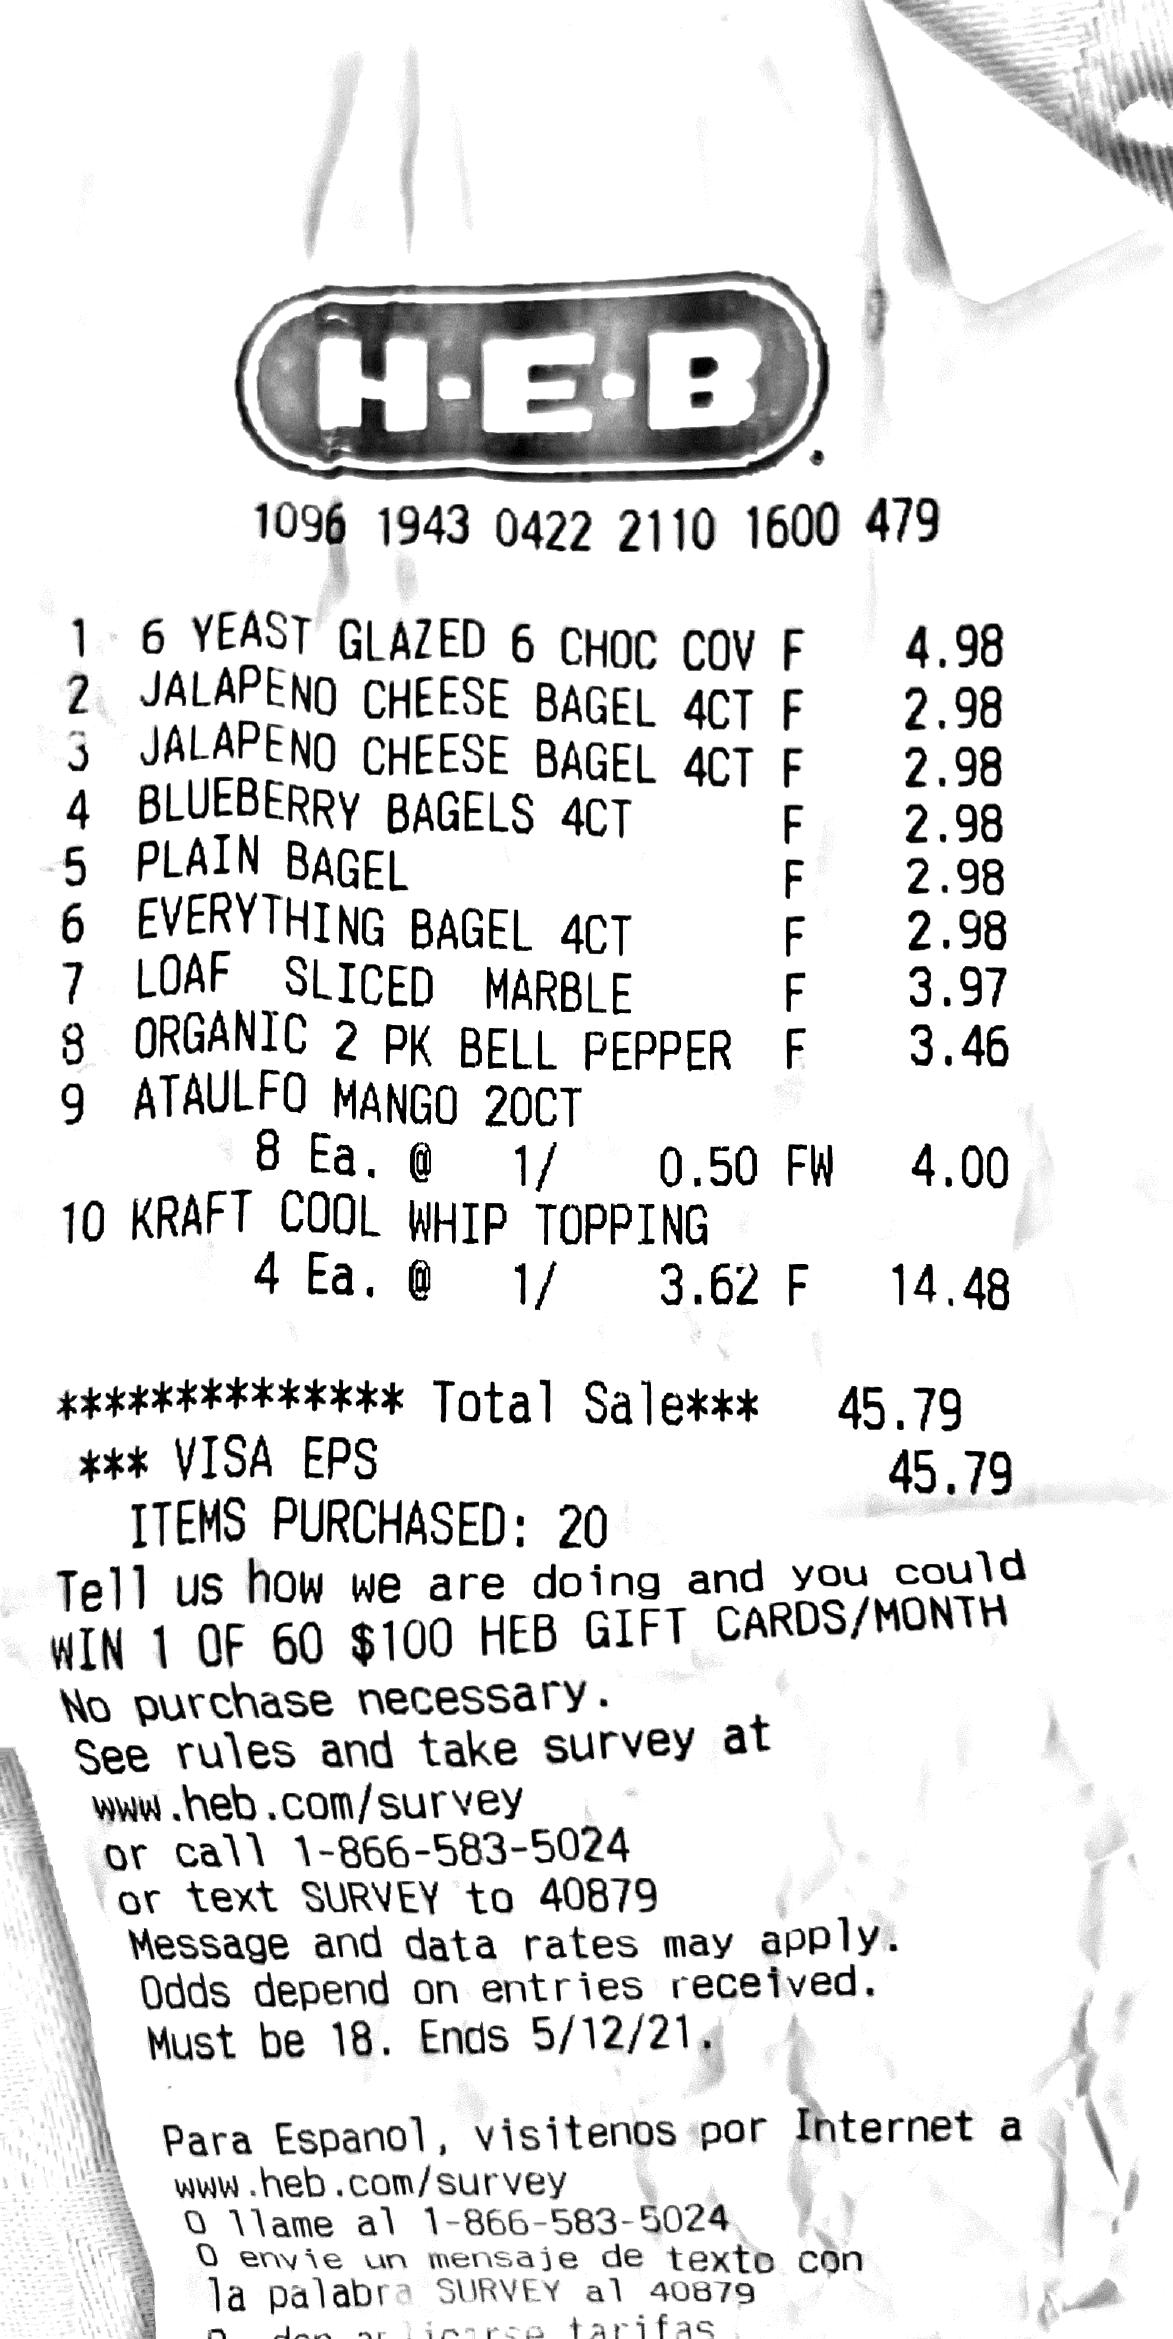 H-E-B
1096 1943 0422 2110 1600 479
1 6 YEAST GLAZED 6 CHOC COV F 4.98
2 JALAPENO CHEESE BAGEL 4CT F 2.98
3 JALAPENO CHEESE BAGEL 4CT F 2.98
4 BLUEBERRY BAGELS 4CT F 2.98
5 PLAIN BAGEL F 2.98
6 EVERYTHING BAGEL 4CT F 2.98
7 LOAF SLICED MARBLE F 3.97
8 ORGANIC 2 PK BELL PEPPER F 3.46
9 ATAULFO MANGO 20CT
8 Ea. @ 1/ 0.50 FW 4.00
10 KRAFT COOL WHIP TOPPING
4 Ea. @ 1/ 3.62 F 14.48
************** Total Sale*** 45.79
*** VISA EPS 45.79
ITEMS PURCHASED: 20
Tell us how we are doing and you could
WIN 1 OF 60 $100 HEB GIFT CARDS/MONTH
No purchase necessary.
See rules and take survey at
www.heb.com/survey
or call 1-866-583-5024
or text SURVEY to 40879
Message and data rates may apply.
Odds depend on entries received.
Must be 18. Ends 5/12/21.
Para Espanol, visitenos por Internet a
www.heb.com/survey
O llame al 1-866-583-5024
O envie un mensaje de texto con
la palabra SURVEY al 40879
tarifas